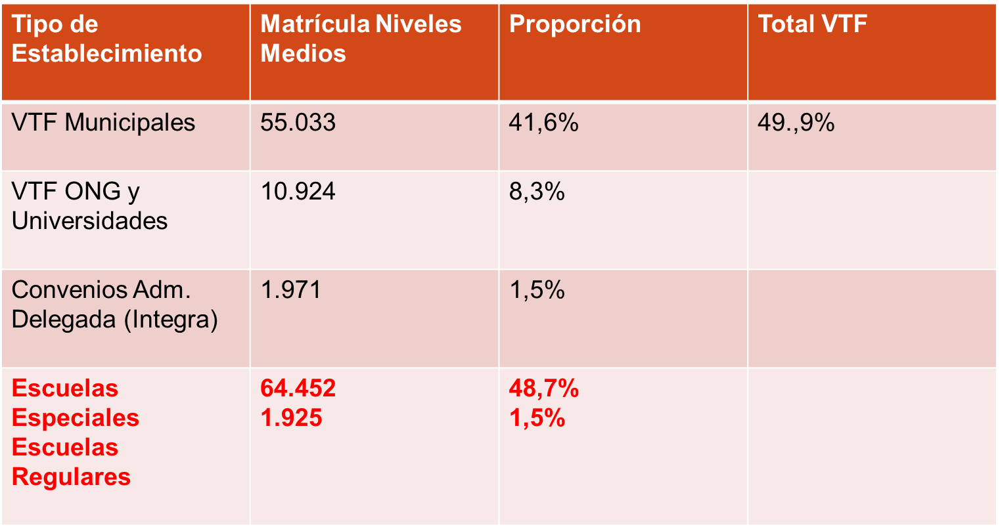 Tipo de
Establecimiento
Matrícula Niveles
Medios
Proporción
Total VTF
VTF Municipales
55.033
41,6%
49.,9%
VTF ONG y
Universidades
10.924
8,3%
Convenios Adm.
Delegada (Integra)
1.971
1,5%
Escuelas
Especiales
Escuelas
Regulares
64.452
1.925
48,7%
1,5%